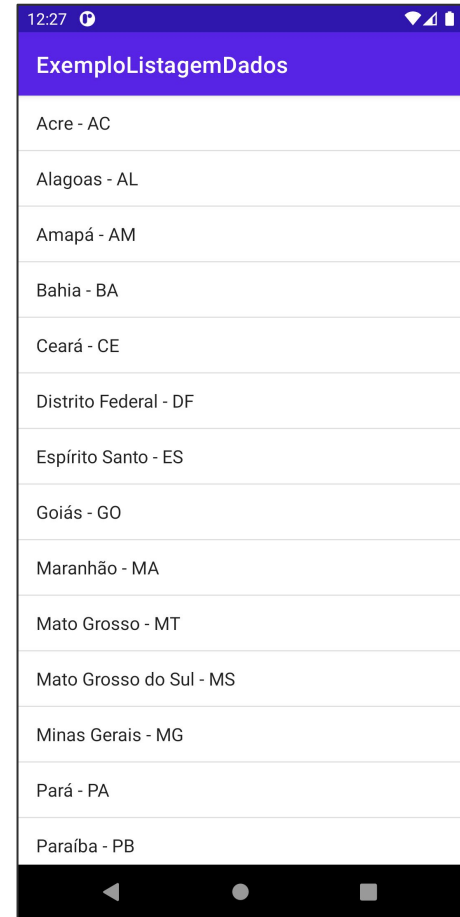 12:27
ExemploListagemDados
Acre - AC
Alagoas - AL
Amapá - AM
Bahia - BA
Ceará - CE
Distrito Federal - DF
Espírito Santo - ES
Goiás - GO
Maranhão - MA
Mato Grosso - MT
Mato Grosso do Sul - MS
Minas Gerais - MG
Pará - PA
Paraíba - PB